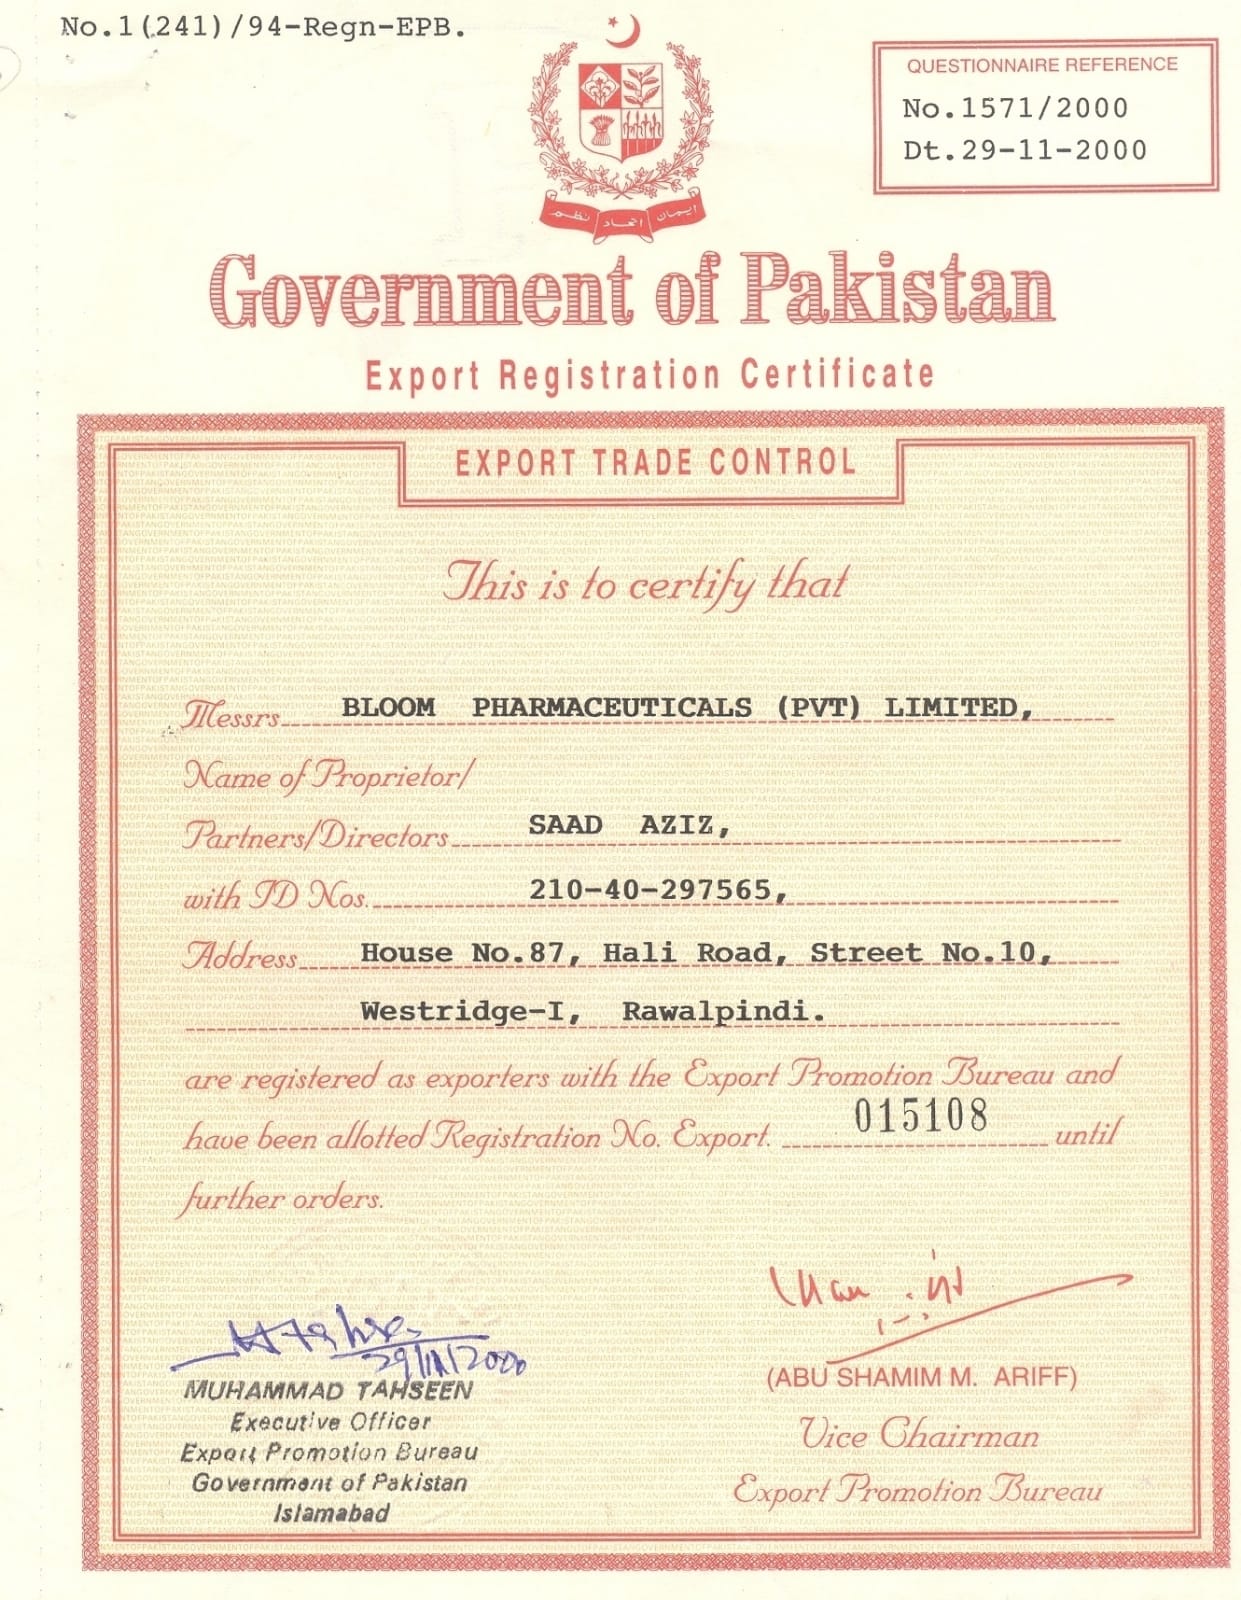 No.1(241)/94-Regn-EPB.
QUESTIONNAIRE REFERENCE
No.1571/2000
Dt.29-11-2000
ایمان اتحاد نظم
Government of Pakistan
Export Registration Certificate
EXPORT TRADE CONTROL
This is to certify that
Messrs BLOOM PHARMACEUTICALS (PVT) LIMITED,
Name of Proprietor/
Partners/Directors SAAD AZIZ,
with ID Nos. 210-40-297565,
Address House No.87, Hali Road, Street No.10,
Westridge-I, Rawalpindi.
are registered as exporters with the Export Promotion Bureau and
have been allotted Registration No. Export. 015108 until
further orders.
29/11/2000
MUHAMMAD TAHSEEN
Executive Officer
Export Promotion Bureau
Government of Pakistan
Islamabad
(ABU SHAMIM M. ARIFF)
Vice Chairman
Export Promotion Bureau